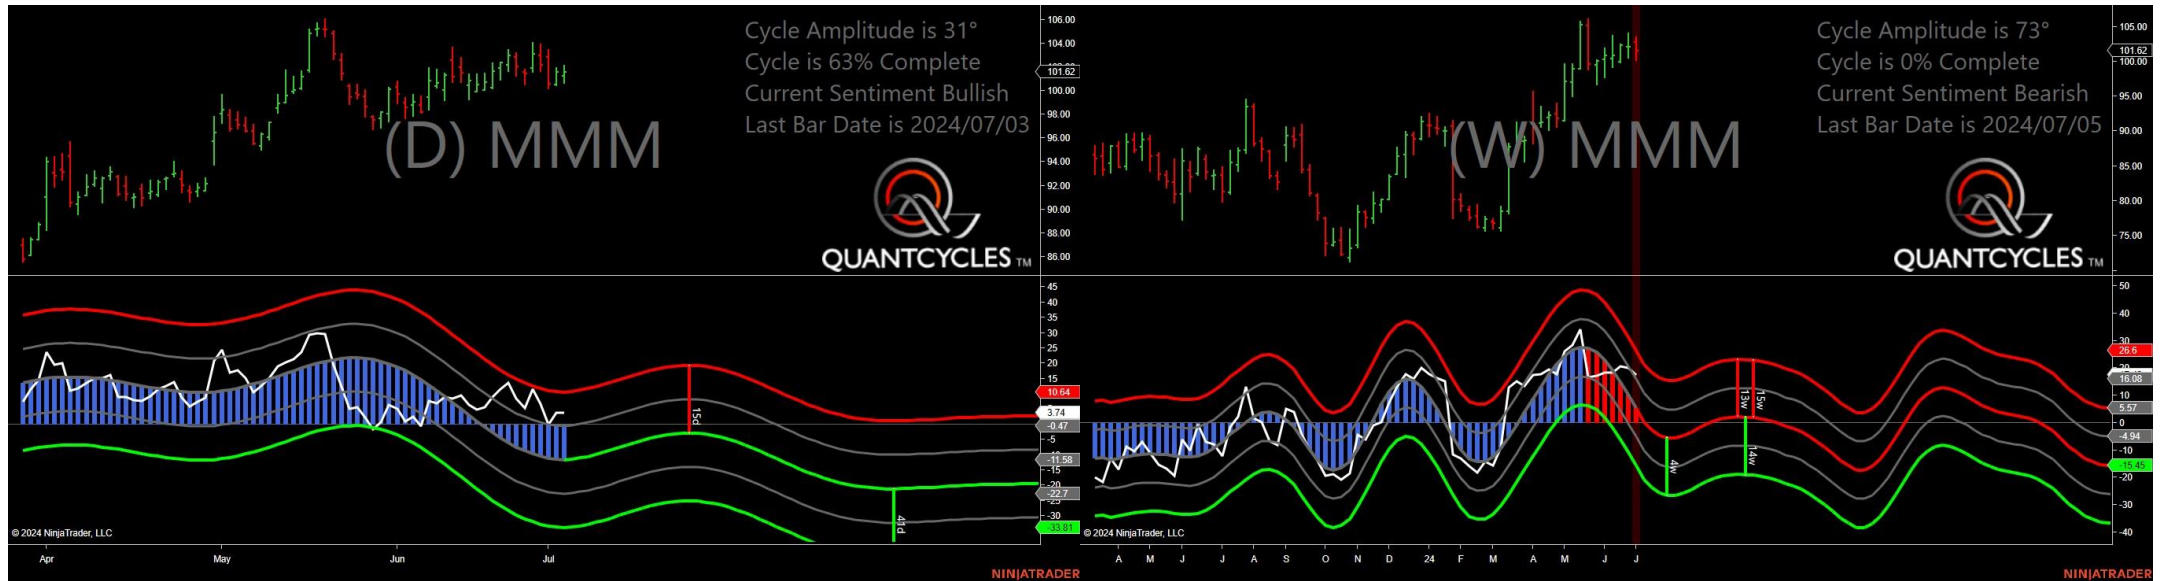 Cycle Amplitude is 31°
Cycle is 63% Complete
Current Sentiment Bullish
Last Bar Date is 2024/07/03
(D) MMM
QUANTCYCLES TM
106.00
104.00
101.62
100.00
98.00
96.00
94.00
92.00
90.00
88.00
86.00
45
40
35
30
25
20
15
10.64
3.74
-0.47
-5
-11.58
-15
-20
-22.7
-30
-33.81
15d
41d
© 2024 NinjaTrader, LLC
Apr May Jun Jul
NINJATRADER
Cycle Amplitude is 73°
Cycle is 0% Complete
Current Sentiment Bearish
Last Bar Date is 2024/07/05
(W) MMM
QUANTCYCLES TM
105.00
101.62
100.00
95.00
90.00
85.00
80.00
75.00
50
40
30
26.6
16.08
10
5.57
0
-4.94
-10
-15.45
-20
-30
-40
13w
15w
4w
14w
© 2024 NinjaTrader, LLC
A M J J A S O N D 24 F M A M J J
NINJATRADER